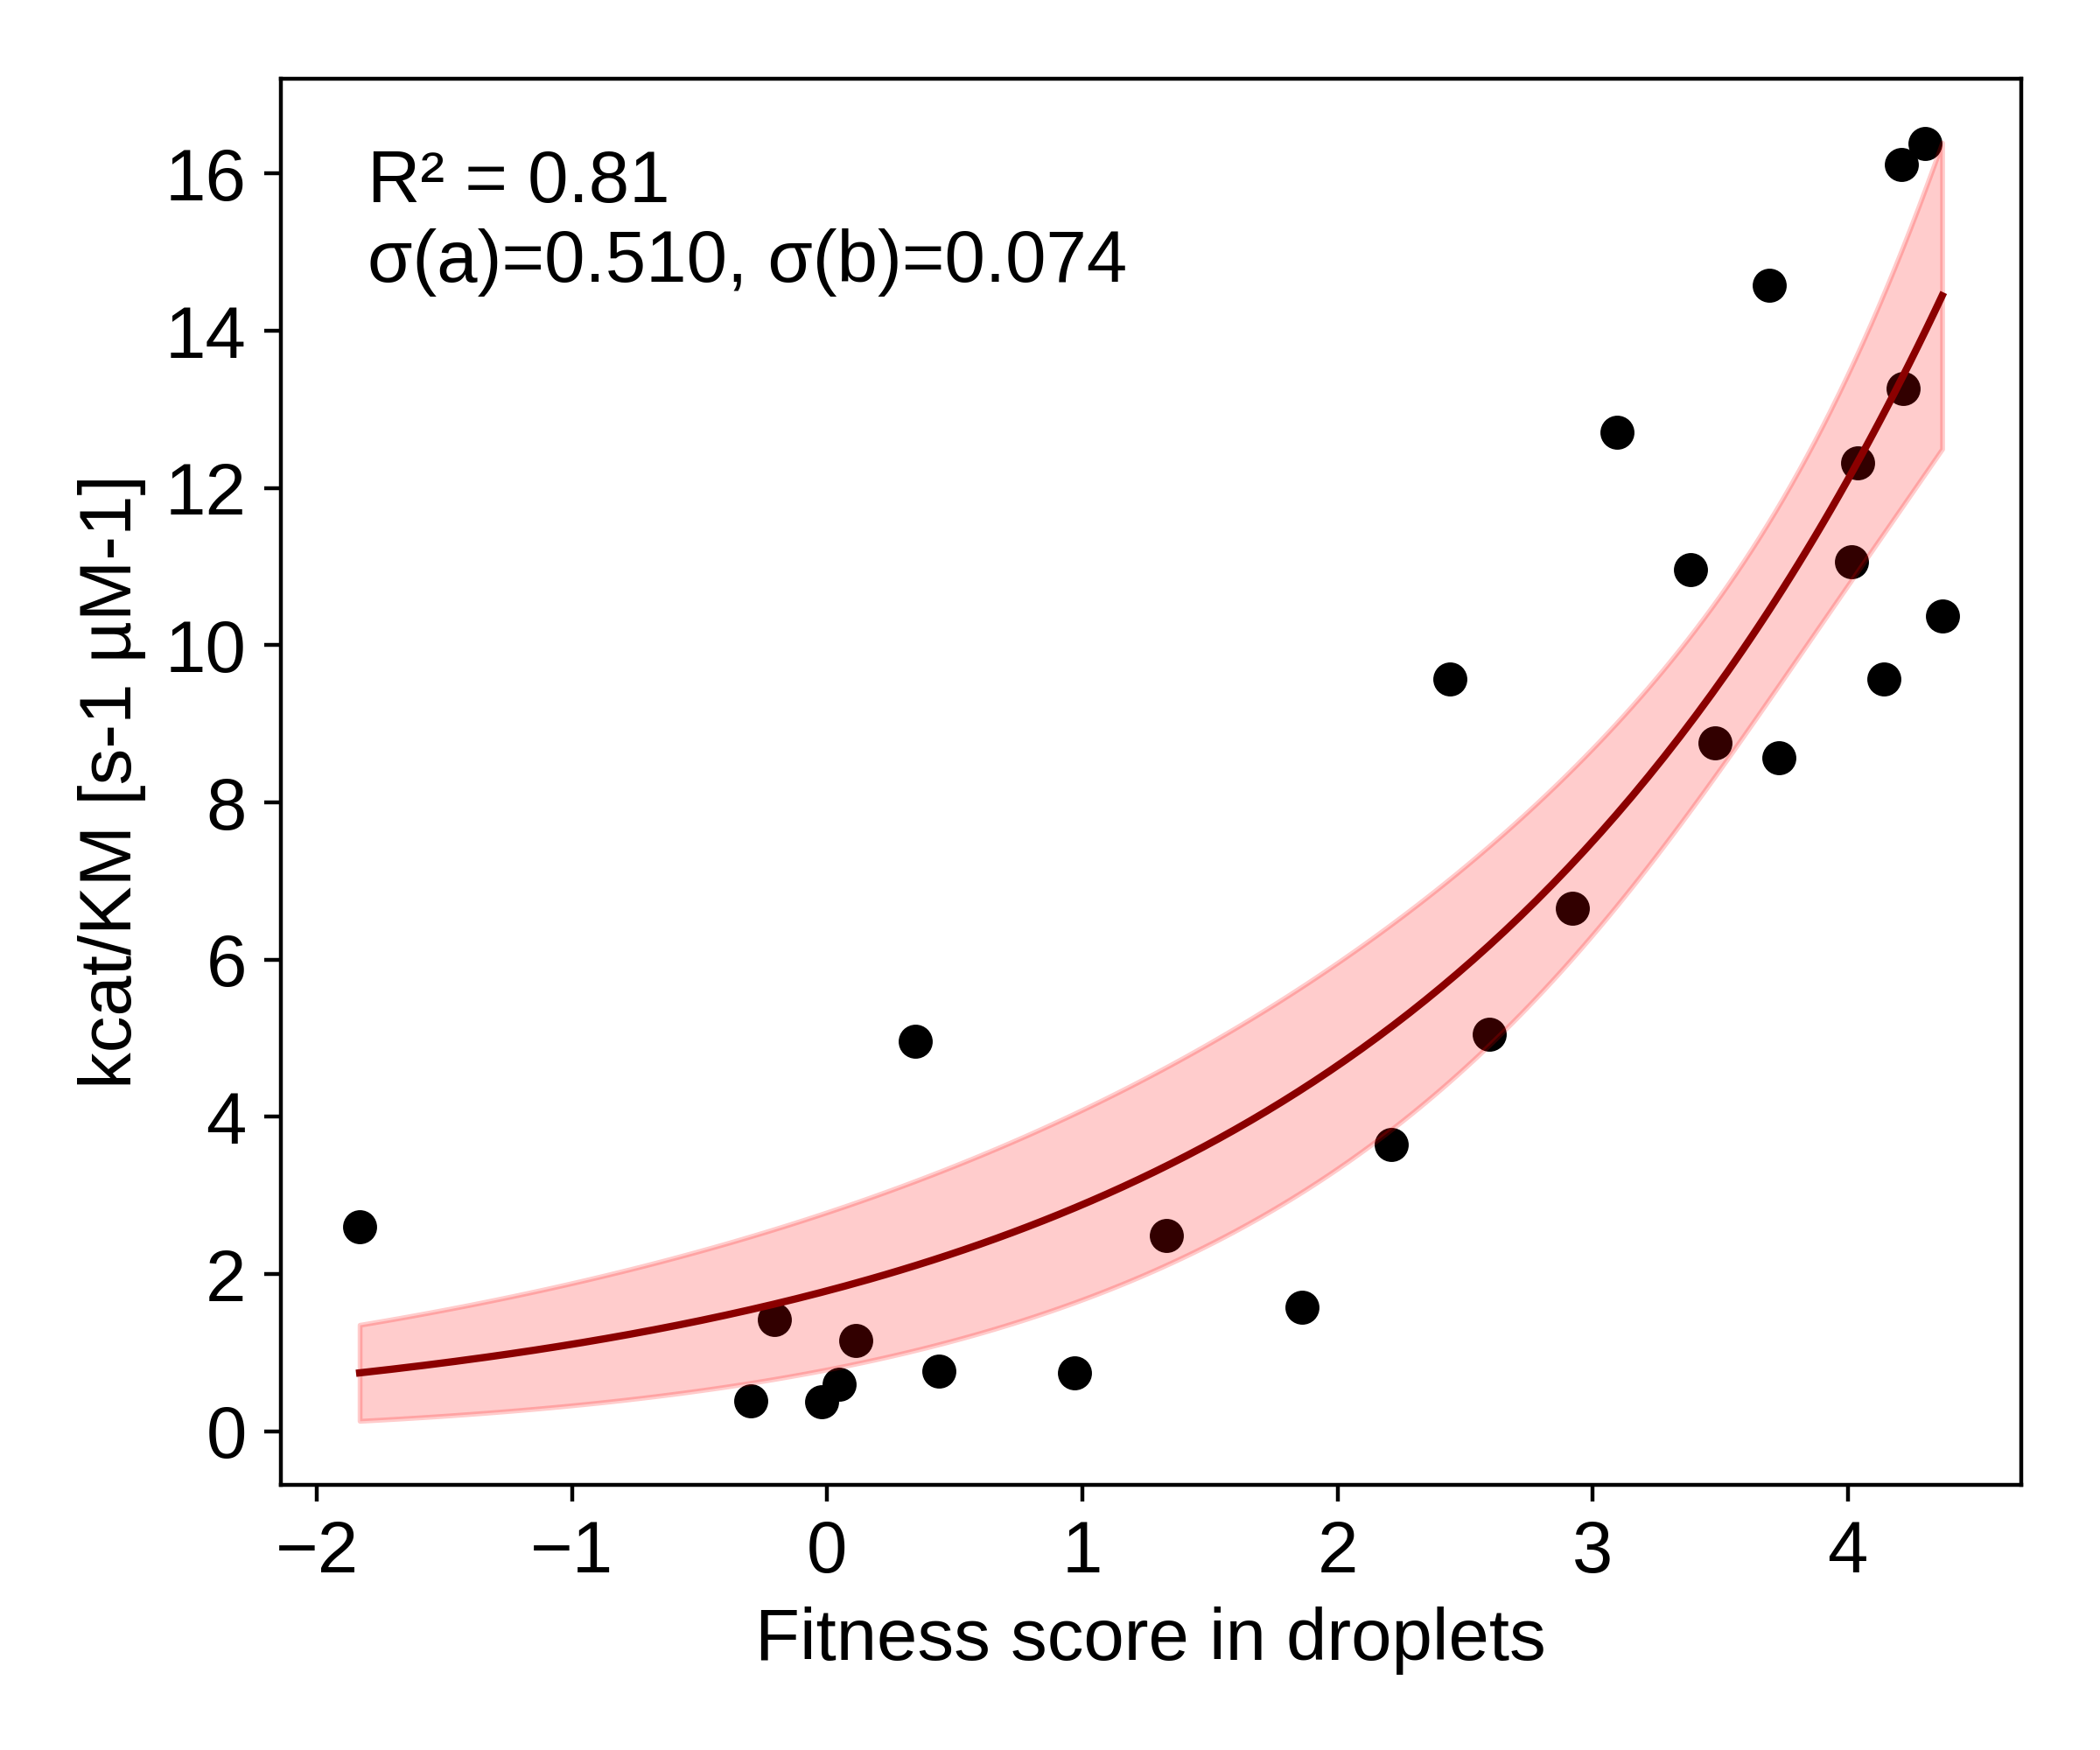 R² = 0.81
σ(a)=0.510, σ(b)=0.074
kcat/KM [s-1 µM-1]
16
14
12
10
8
6
4
2
0
−2 −1 0 1 2 3 4
Fitness score in droplets